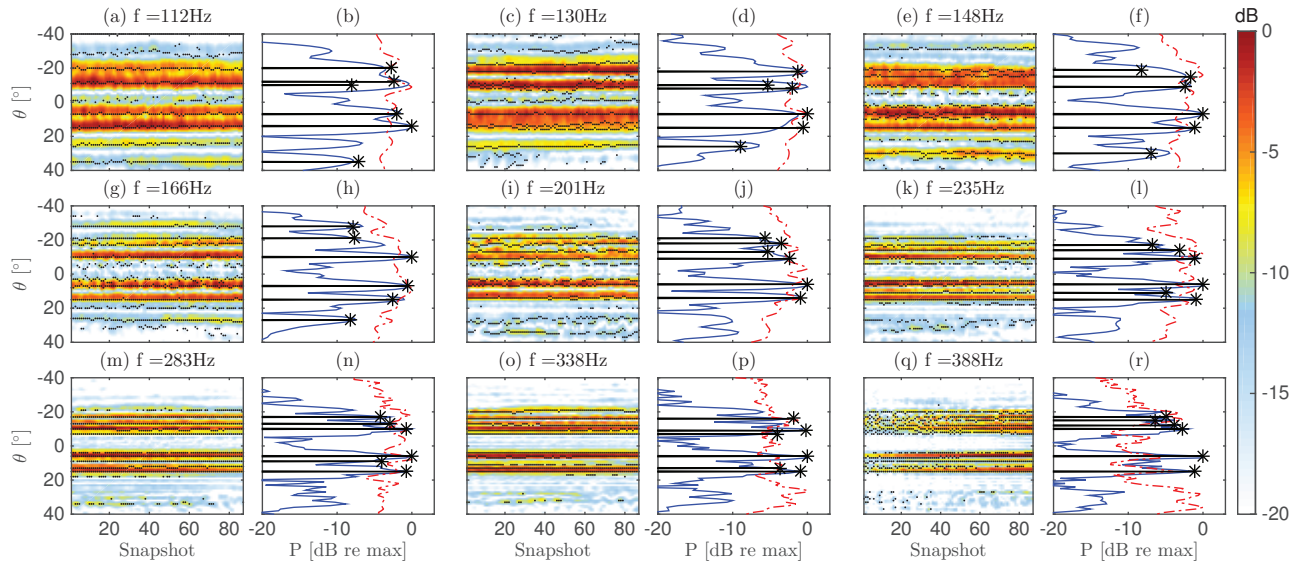 (a) f =112Hz (b) (c) f =130Hz (d) (e) f =148Hz (f) dB
-40 -20 0 20 40
θ [°]
0 -5 -10 -15 -20
(g) f =166Hz (h) (i) f =201Hz (j) (k) f =235Hz (l)
-40 -20 0 20 40
θ [°]
(m) f =283Hz (n) (o) f =338Hz (p) (q) f =388Hz (r)
-40 -20 0 20 40
θ [°]
20 40 60 80 -20 -10 0 20 40 60 80 -20 -10 0 20 40 60 80 -20 -10 0
Snapshot P [dB re max] Snapshot P [dB re max] Snapshot P [dB re max]